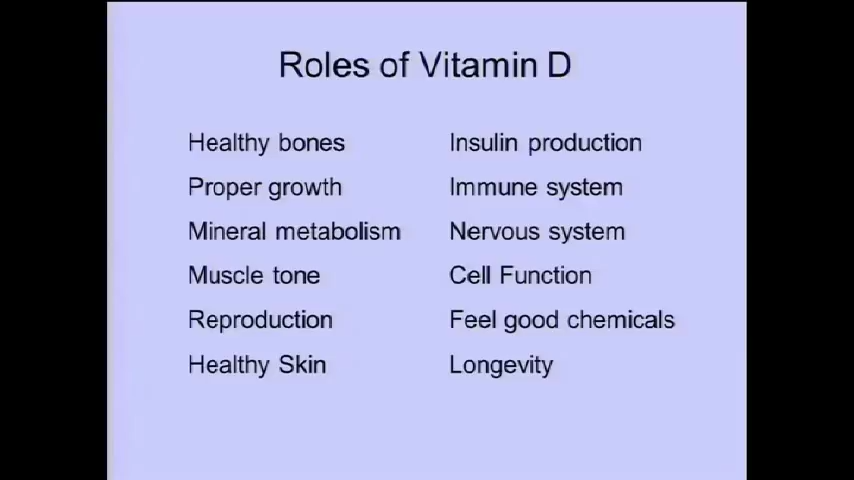 Roles of Vitamin D
Healthy bones
Proper growth
Mineral metabolism
Muscle tone
Reproduction
Healthy Skin
Insulin production
Immune system
Nervous system
Cell Function
Feel good chemicals
Longevity